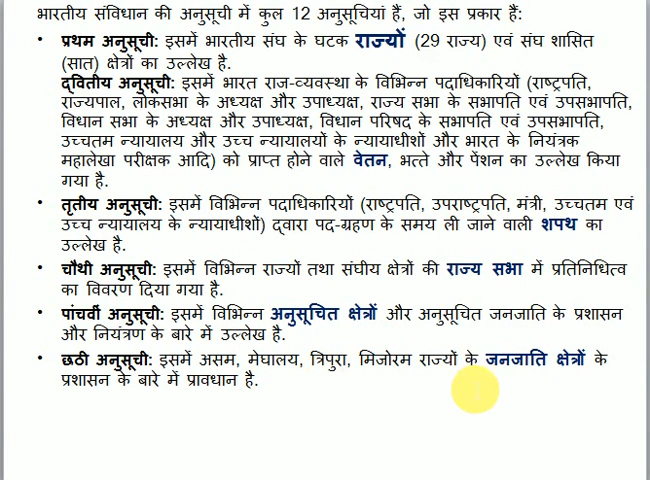 भारतीय संविधान की अनुसूची में कुल 12 अनुसूचियां हैं, जो इस प्रकार हैं:
• प्रथम अनुसूची: इसमें भारतीय संघ के घटक राज्यों (29 राज्य) एवं संघ शासित
(सात) क्षेत्रों का उल्लेख है.
द्वितीय अनुसूची: इसमें भारत राज-व्यवस्था के विभिन्न पदाधिकारियों (राष्ट्रपति,
राज्यपाल, लोकसभा के अध्यक्ष और उपाध्यक्ष, राज्य सभा के सभापति एवं उपसभापति,
विधान सभा के अध्यक्ष और उपाध्यक्ष, विधान परिषद के सभापति एवं उपसभापति,
उच्चतम न्यायालय और उच्च न्यायालयों के न्यायाधीशों और भारत के नियंत्रक
महालेखा परीक्षक आदि) को प्राप्त होने वाले वेतन, भत्ते और पेंशन का उल्लेख किया
गया है.
• तृतीय अनुसूची: इसमें विभिन्न पदाधिकारियों (राष्ट्रपति, उपराष्ट्रपति, मंत्री, उच्चतम एवं
उच्च न्यायालय के न्यायाधीशों) द्वारा पद-ग्रहण के समय ली जाने वाली शपथ का
उल्लेख है.
• चौथी अनुसूची: इसमें विभिन्न राज्यों तथा संघीय क्षेत्रों की राज्य सभा में प्रतिनिधित्व
का विवरण दिया गया है.
• पांचवीं अनुसूची: इसमें विभिन्न अनुसूचित क्षेत्रों और अनुसूचित जनजाति के प्रशासन
और नियंत्रण के बारे में उल्लेख है.
• छठी अनुसूची: इसमें असम, मेघालय, त्रिपुरा, मिजोरम राज्यों के जनजाति क्षेत्रों के
प्रशासन के बारे में प्रावधान है.